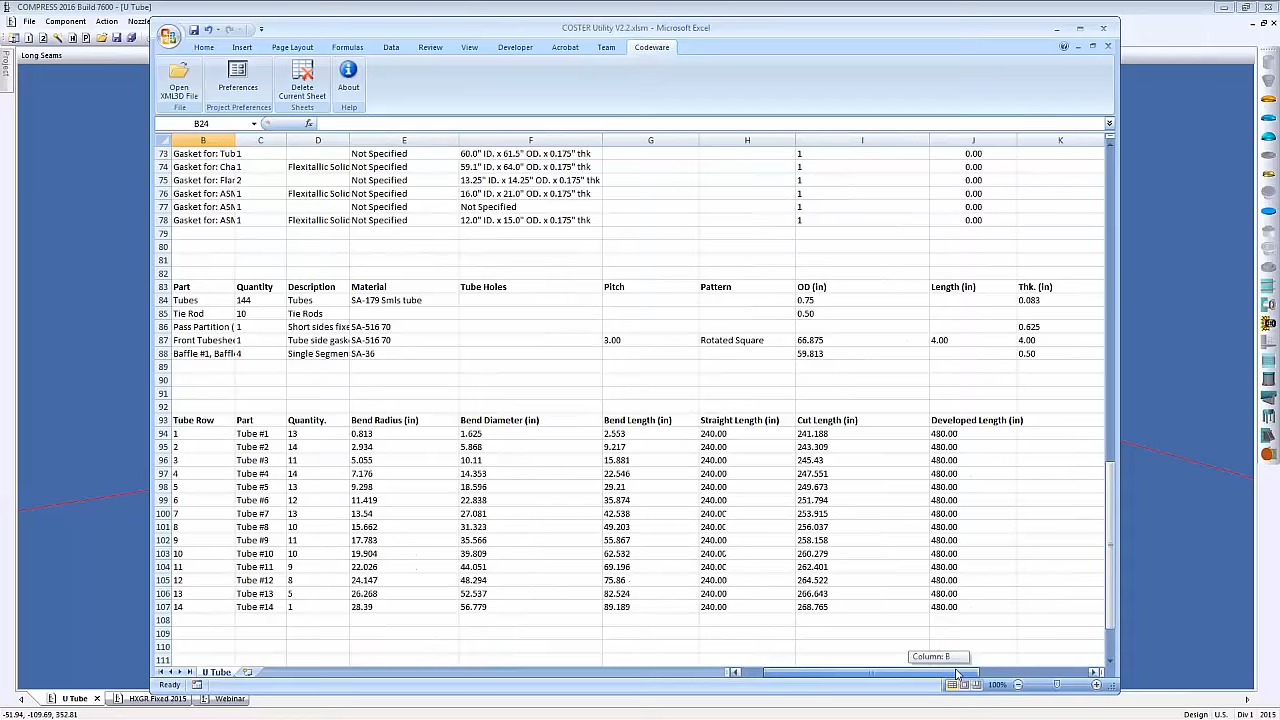 COMPRESS 2016 Build 7600 - [U Tube]
File Component Action Nozzle
Long Seams
Project
COSTER Utility V2.2.xlsm - Microsoft Excel
Home Insert Page Layout Formulas Data Review View Developer Acrobat Team Codeware
Open XML3D File Preferences Delete Current Sheet About
File Project Preferences Sheets Help
B24 fx
B C D E F G H I J K
73 Gasket for: Tub 1 Not Specified 60.0" ID. x 61.5" OD. x 0.175" thk 1 0.00
74 Gasket for: Cha 1 Flexitallic Solid Not Specified 59.1" ID. x 64.0" OD. x 0.175" thk 1 0.00
75 Gasket for: Flar 2 Not Specified 13.25" ID. x 14.25" OD. x 0.175" thk 1 0.00
76 Gasket for: ASM 1 Flexitallic Solid Not Specified 16.0" ID. x 21.0" OD. x 0.175" thk 1 0.00
77 Gasket for: ASM 1 Not Specified Not Specified 1 0.00
78 Gasket for: ASM 1 Flexitallic Solid Not Specified 12.0" ID. x 15.0" OD. x 0.175" thk 1 0.00
79
80
81
82
83 Part Quantity Description Material Tube Holes Pitch Pattern OD (in) Length (in) Thk. (in)
84 Tubes 144 Tubes SA-179 Smls tube 0.75 0.083
85 Tie Rod 10 Tie Rods 0.50
86 Pass Partition ( 1 Short sides fixe SA-516 70 0.625
87 Front Tubeshee 1 Tube side gask SA-516 70 3.00 Rotated Square 66.875 4.00 4.00
88 Baffle #1, Baffl 4 Single Segmen SA-36 59.813 0.50
89
90
91
92
93 Tube Row Part Quantity. Bend Radius (in) Bend Diameter (in) Bend Length (in) Straight Length (in) Cut Length (in) Developed Length (in)
94 1 Tube #1 13 0.813 1.625 2.553 240.00 241.188 480.00
95 2 Tube #2 14 2.934 5.868 9.217 240.00 243.309 480.00
96 3 Tube #3 11 5.055 10.11 15.881 240.00 245.43 480.00
97 4 Tube #4 14 7.176 14.353 22.546 240.00 247.551 480.00
98 5 Tube #5 13 9.298 18.596 29.21 240.00 249.673 480.00
99 6 Tube #6 12 11.419 22.838 35.874 240.00 251.794 480.00
100 7 Tube #7 13 13.54 27.081 42.538 240.00 253.915 480.00
101 8 Tube #8 10 15.662 31.323 49.203 240.00 256.037 480.00
102 9 Tube #9 11 17.783 35.566 55.867 240.00 258.158 480.00
103 10 Tube #10 10 19.904 39.809 62.532 240.00 260.279 480.00
104 11 Tube #11 9 22.026 44.051 69.196 240.00 262.401 480.00
105 12 Tube #12 8 24.147 48.294 75.86 240.00 264.522 480.00
106 13 Tube #13 5 26.268 52.537 82.524 240.00 266.643 480.00
107 14 Tube #14 1 28.39 56.779 89.189 240.00 268.765 480.00
108
109
110
111
Column: B
U Tube
Ready 100%
U Tube HXGR Fixed 2015 Webinar
-51.94, -109.69, 352.81 Design U.S. Div 1 2015